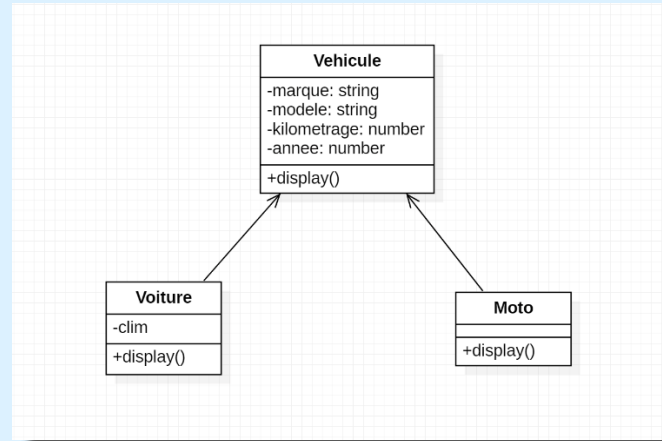 Vehicule
-marque: string
-modele: string
-kilometrage: number
-annee: number
+display()
Voiture
-clim
+display()
Moto
+display()